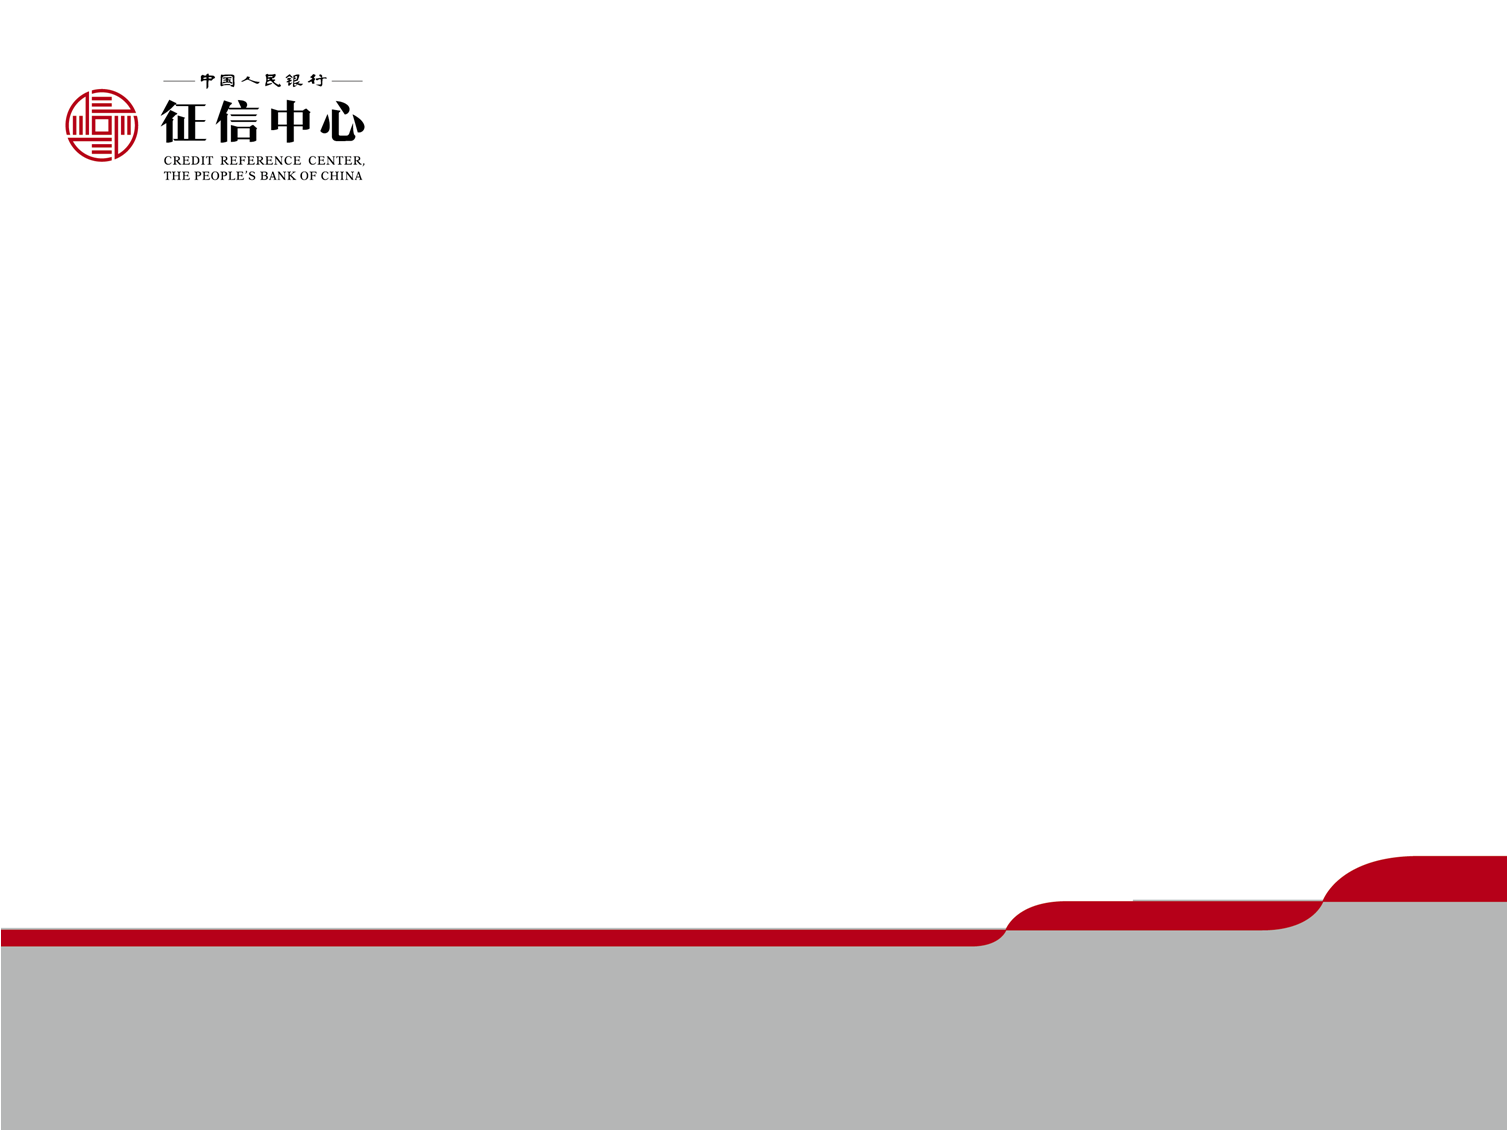 中国人民银行
征信中心
CREDIT REFERENCE CENTER,
THE PEOPLE'S BANK OF CHINA